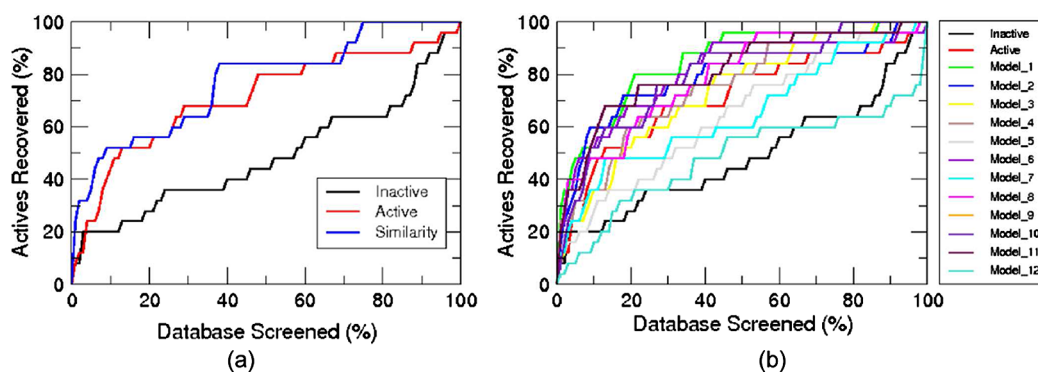 100
80
60
40
20
0
Actives Recovered (%)
Inactive
Active
Similarity
0 20 40 60 80 100
Database Screened (%)
(a)
100
80
60
40
20
0
Actives Recovered (%)
0 20 40 60 80 100
Database Screened (%)
(b)
Inactive
Active
Model_1
Model_2
Model_3
Model_4
Model_5
Model_6
Model_7
Model_8
Model_9
Model_10
Model_11
Model_12